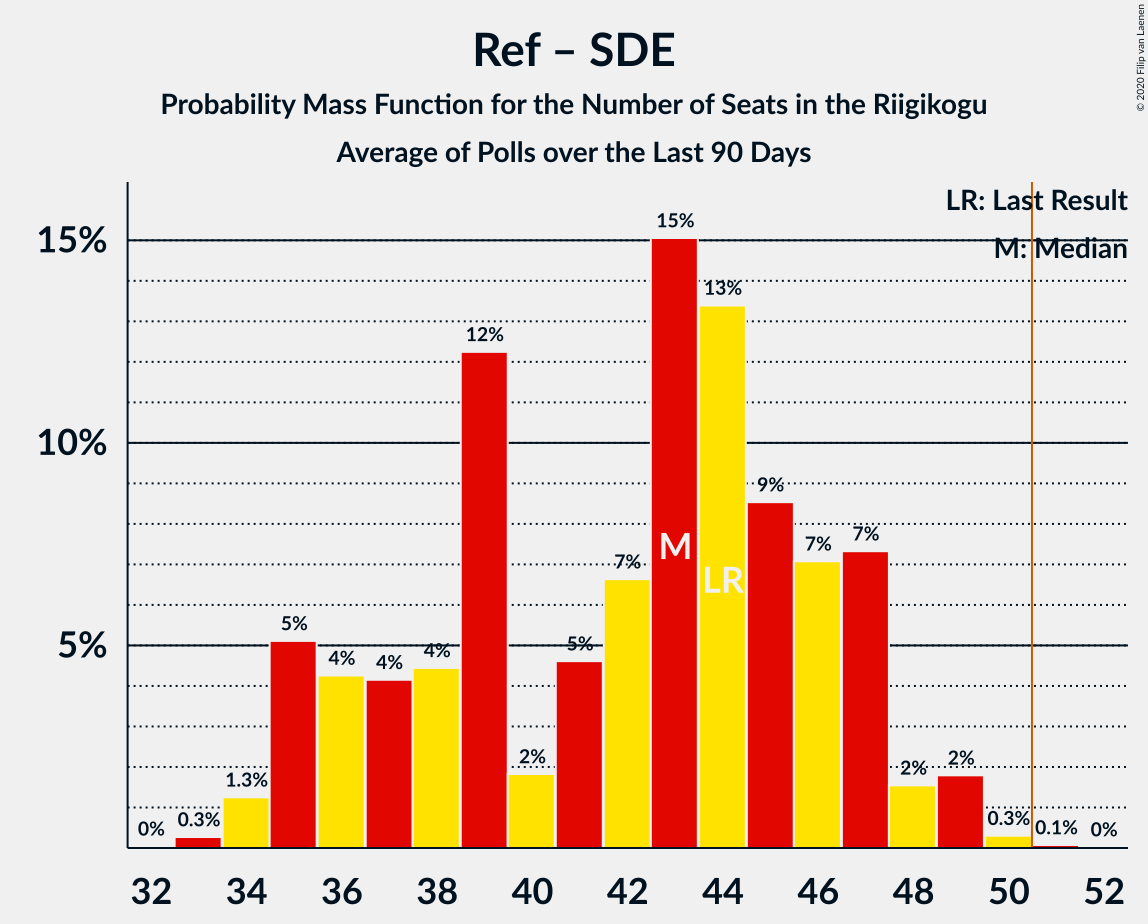 Ref – SDE
Probability Mass Function for the Number of Seats in the Riigikogu
Average of Polls over the Last 90 Days
© 2020 Filip van Laenen
LR: Last Result
M: Median
15%
10%
5%
0%
0.3%
1.3%
5%
4%
4%
4%
12%
2%
5%
7%
15%
13%
9%
7%
7%
2%
2%
0.3%
0.1%
0%
M
LR
32 34 36 38 40 42 44 46 48 50 52